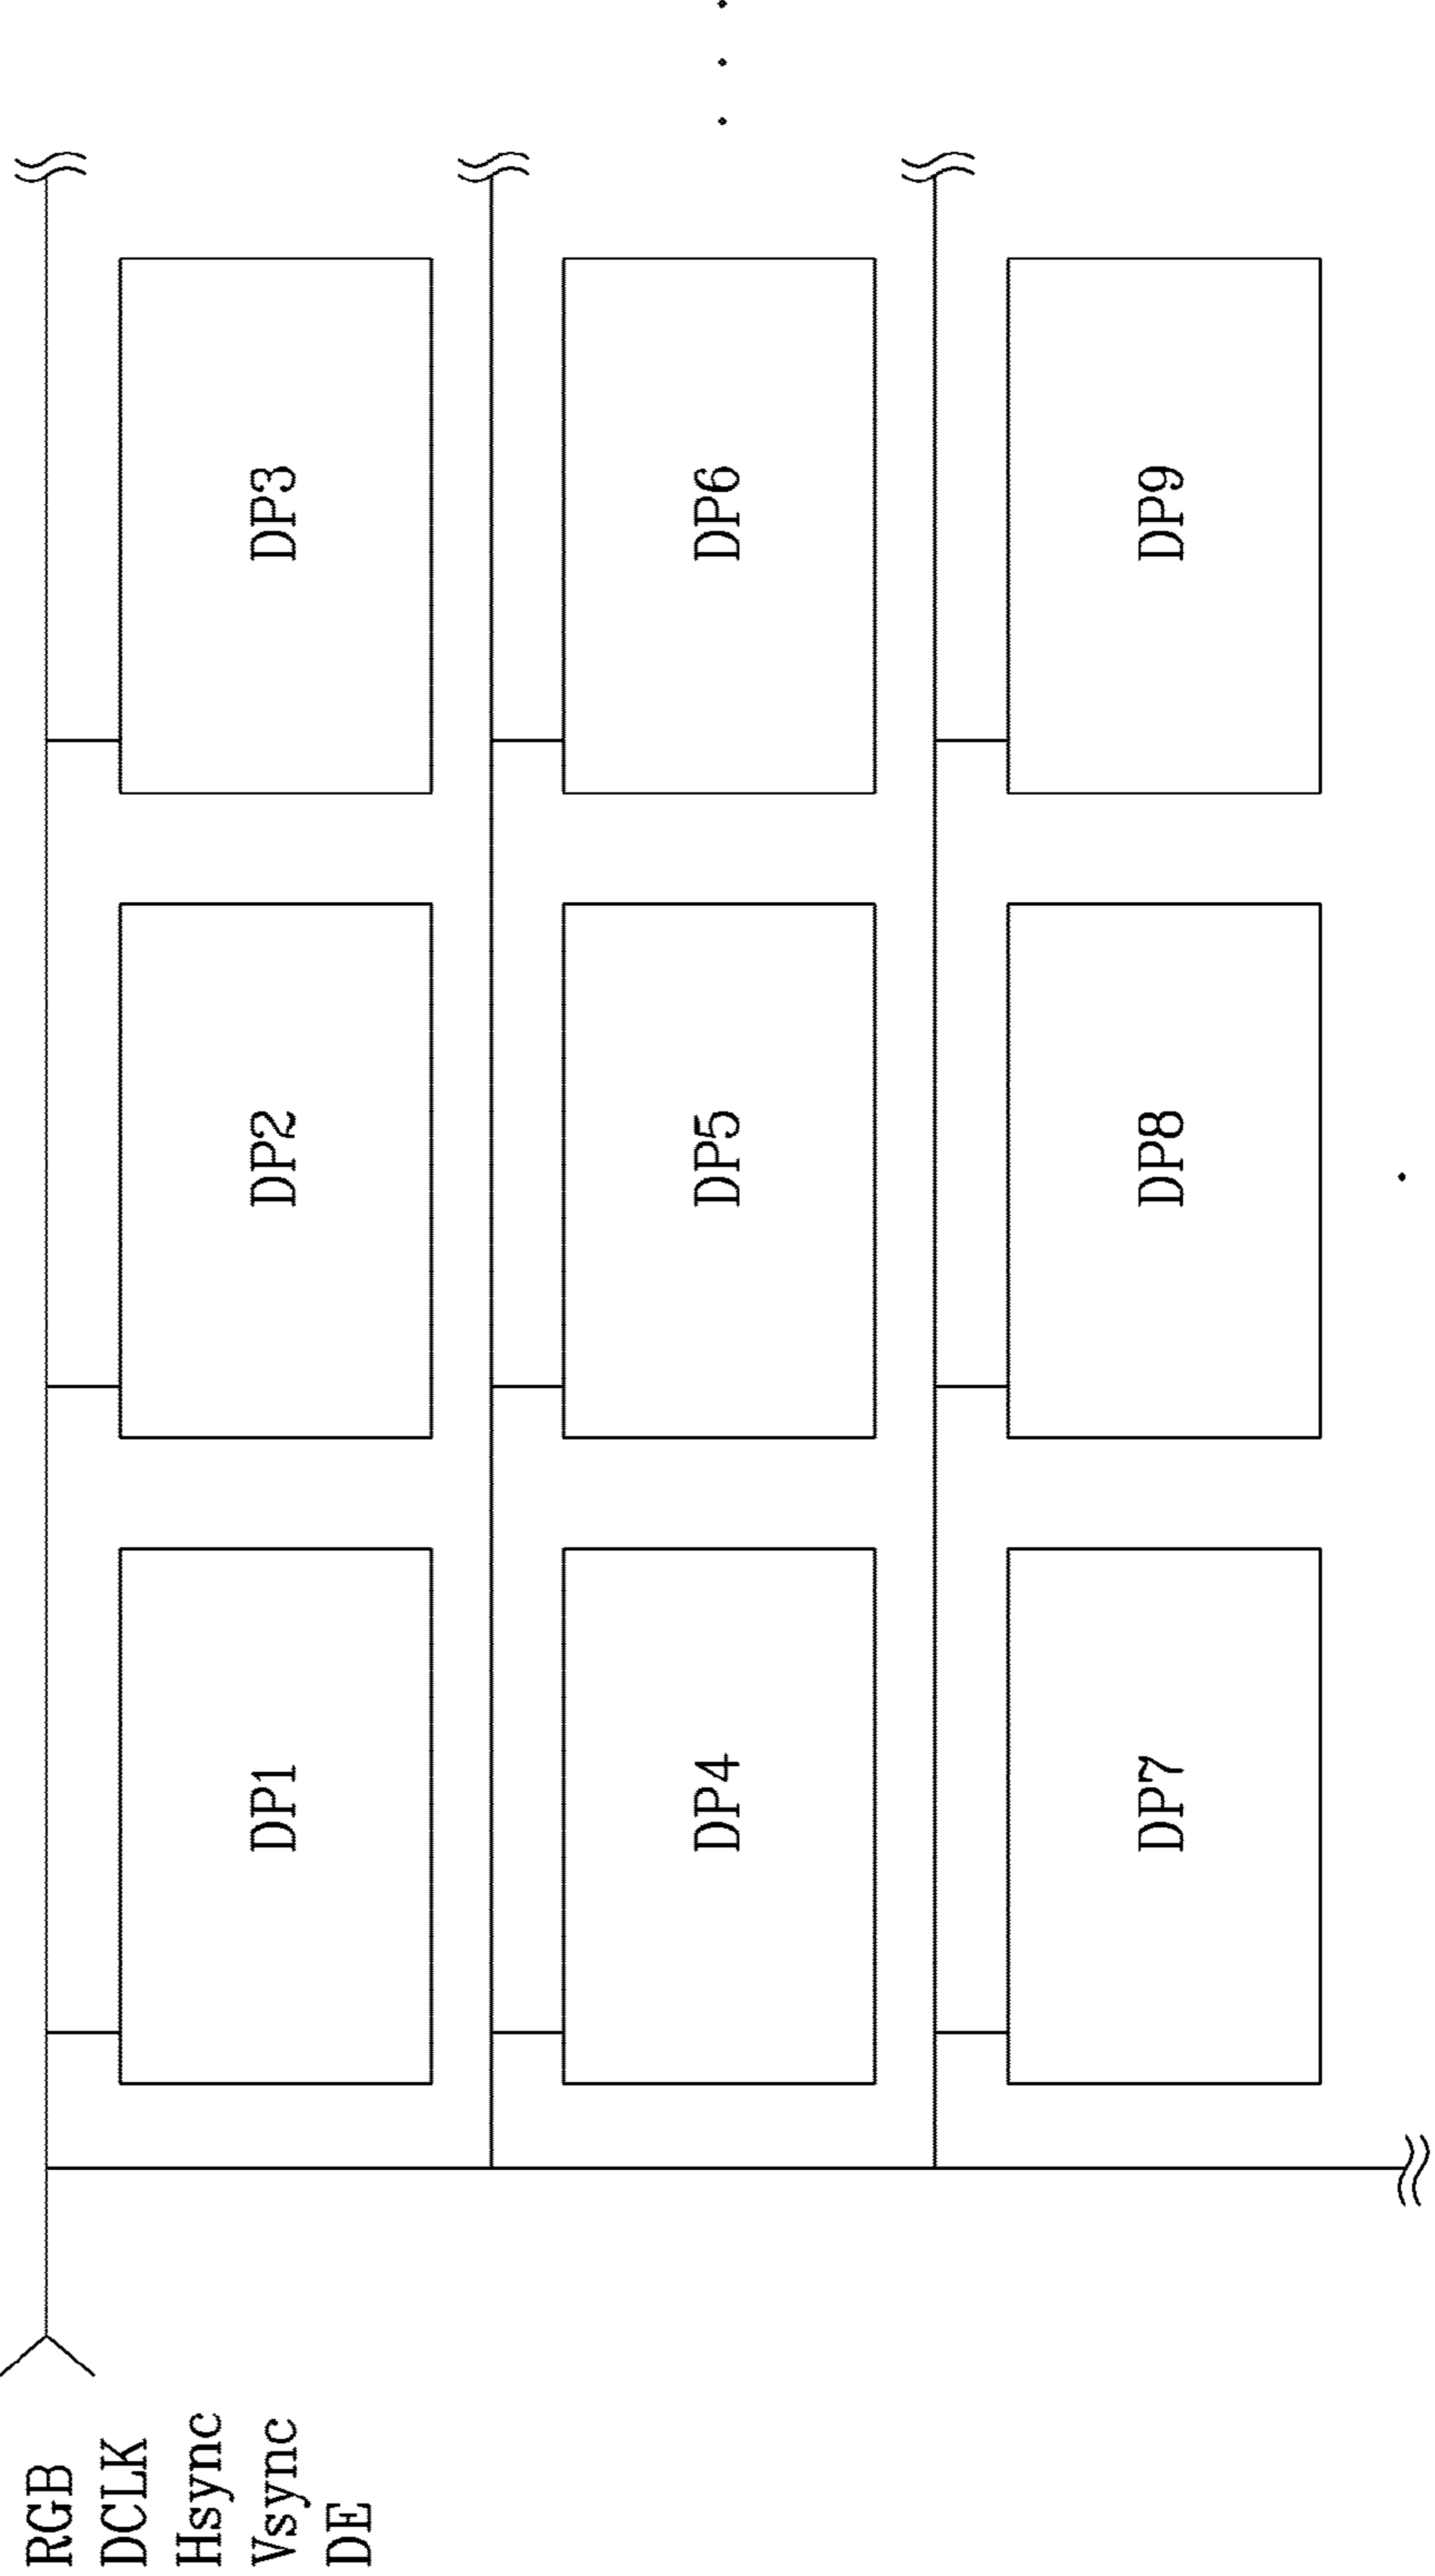 RGB
DCLK
Hsync
Vsync
DE
DP1
DP2
DP3
DP4
DP5
DP6
DP7
DP8
DP9